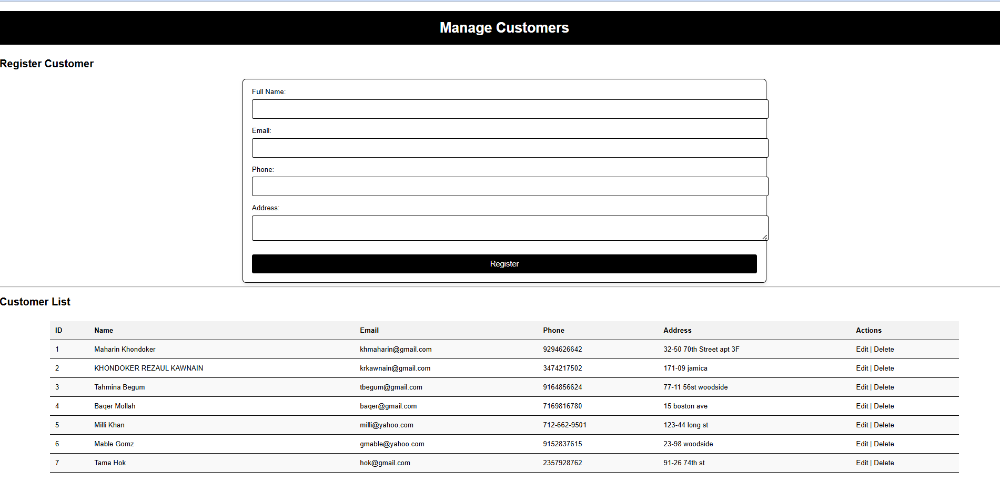 Manage Customers
Register Customer
Full Name:
Email:
Phone:
Address:
Register
Customer List
ID Name Email Phone Address Actions
1 Maharin Khondoker khmaharin@gmail.com 9294626642 32-50 70th Street apt 3F Edit | Delete
2 KHONDOKER REZAUL KAWNAIN krkawnain@gmail.com 3474217502 171-09 jamica Edit | Delete
3 Tahmina Begum tbegum@gmail.com 9164856624 77-11 56st woodside Edit | Delete
4 Baqer Mollah baqer@gmail.com 7169816780 15 boston ave Edit | Delete
5 Milli Khan milli@yahoo.com 712-662-9501 123-44 long st Edit | Delete
6 Mable Gomz gmable@yahoo.com 9152837615 23-98 woodside Edit | Delete
7 Tama Hok hok@gmail.com 2357928762 91-26 74th st Edit | Delete